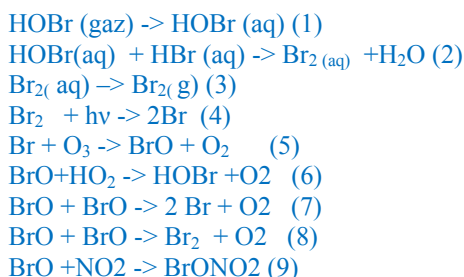 HOBr (gaz) -> HOBr (aq) (1)
HOBr(aq) + HBr (aq) -> Br₂ ₍aq₎ +H₂O (2)
Br₂₍ aq) –> Br₂₍ g) (3)
Br₂ + hν -> 2Br (4)
Br + O₃ -> BrO + O₂ (5)
BrO+HO₂ -> HOBr +O2 (6)
BrO + BrO -> 2 Br + O2 (7)
BrO + BrO -> Br₂ + O2 (8)
BrO +NO2 -> BrONO2 (9)